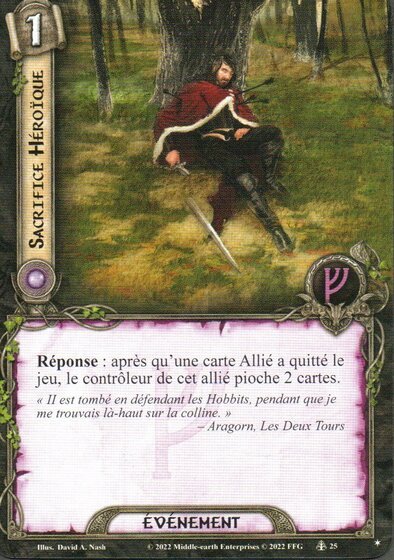 1
SACRIFICE HÉROÏQUE
Réponse : après qu'une carte Allié a quitté le
jeu, le contrôleur de cet allié pioche 2 cartes.
« Il est tombé en défendant les Hobbits, pendant que je
me trouvais là-haut sur la colline. »
– Aragorn, Les Deux Tours
ÉVÉNEMENT
Illus. David A. Nash © 2022 Middle-earth Enterprises © 2022 FFG 25